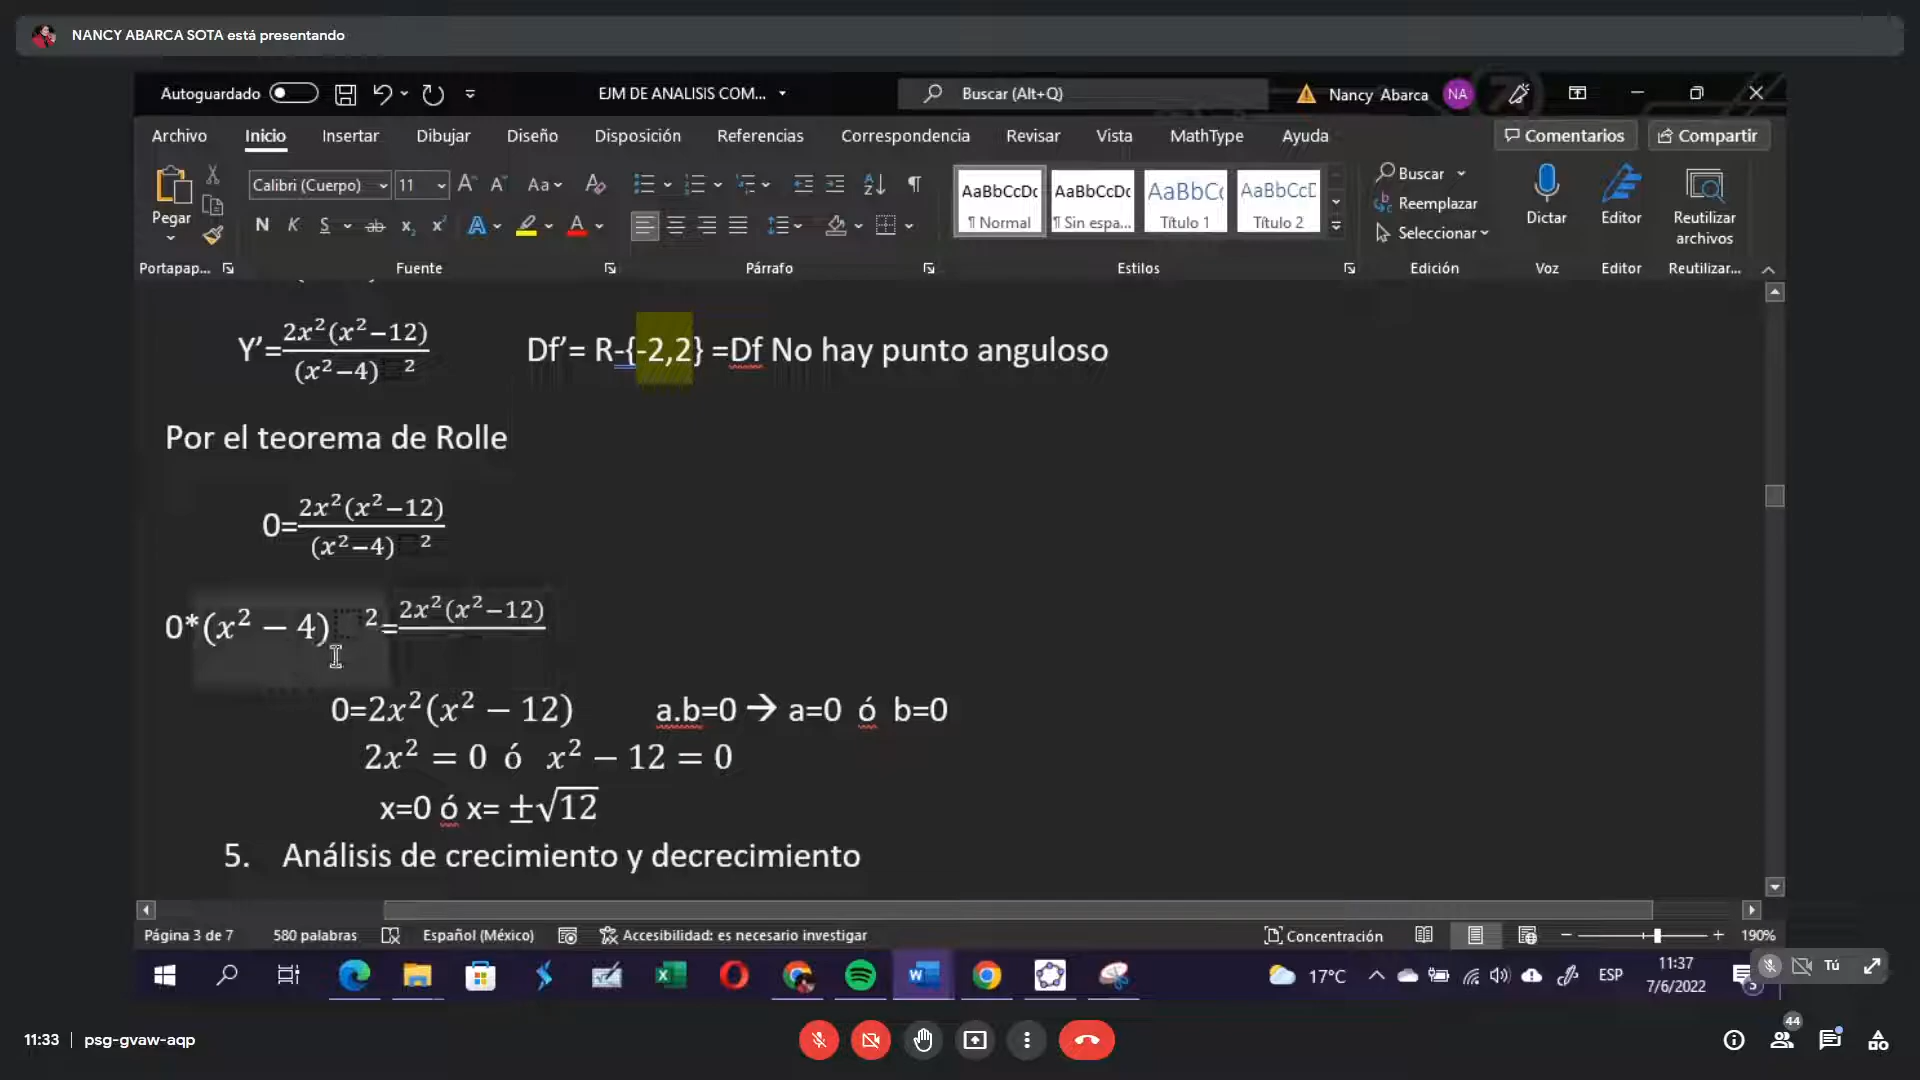 NANCY ABARCA SOTA está presentando
Autoguardado EJM DE ANALISIS COM... Buscar (Alt+Q) Nancy Abarca NA
Archivo Inicio Insertar Dibujar Diseño Disposición Referencias Correspondencia Revisar Vista MathType Ayuda Comentarios Compartir
Pegar Calibri (Cuerpo) 11 Aa
N K S ab x₂ x² A A
AaBbCcDc AaBbCcDc AaBbCc AaBbCcD
¶ Normal ¶ Sin espa... Título 1 Título 2
Buscar
Reemplazar
Seleccionar
Dictar Editor Reutilizar archivos
Portapap... Fuente Párrafo Estilos Edición Voz Editor Reutilizar...
Y’=2x²(x²−12)/(x²−4)² Df’= R-{-2,2} =Df No hay punto anguloso
Por el teorema de Rolle
0=2x²(x²−12)/(x²−4)²
0*(x² − 4)²=2x²(x²−12)
0=2x²(x² − 12) a.b=0 → a=0 ó b=0
2x² = 0 ó x² − 12 = 0
x=0 ó x= ±√12
5. Análisis de crecimiento y decrecimiento
Página 3 de 7 580 palabras Español (México) Accesibilidad: es necesario investigar Concentración 190%
17°C ESP 11:37
7/6/2022
Tú
11:33 | psg-gvaw-aqp 44